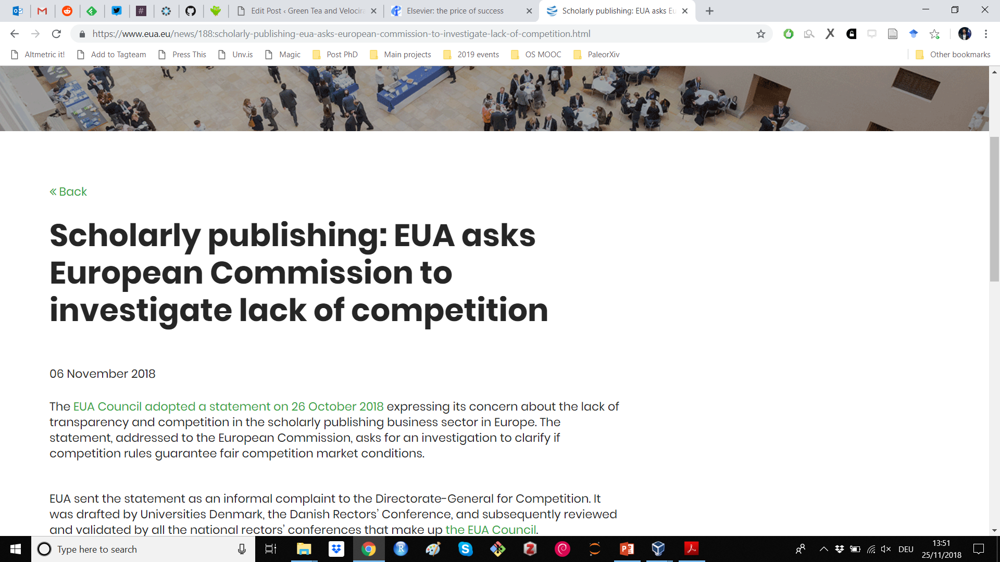 Edit Post ‹ Green Tea and Velocira
Elsevier: the price of success
Scholarly publishing: EUA asks Eu
https://www.eua.eu/news/188:scholarly-publishing-eua-asks-european-commission-to-investigate-lack-of-competition.html
Altmetric it!
Add to Tagteam
Press This
Unv.is
Magic
Post PhD
Main projects
2019 events
OS MOOC
PaleorXiv
Other bookmarks
« Back
Scholarly publishing: EUA asks
European Commission to
investigate lack of competition
06 November 2018
The EUA Council adopted a statement on 26 October 2018 expressing its concern about the lack of
transparency and competition in the scholarly publishing business sector in Europe. The
statement, addressed to the European Commission, asks for an investigation to clarify if
competition rules guarantee fair competition market conditions.
EUA sent the statement as an informal complaint to the Directorate-General for Competition. It
was drafted by Universities Denmark, the Danish Rectors’ Conference, and subsequently reviewed
and validated by all the national rectors’ conferences that make up the EUA Council.
Type here to search
DEU
13:51
25/11/2018